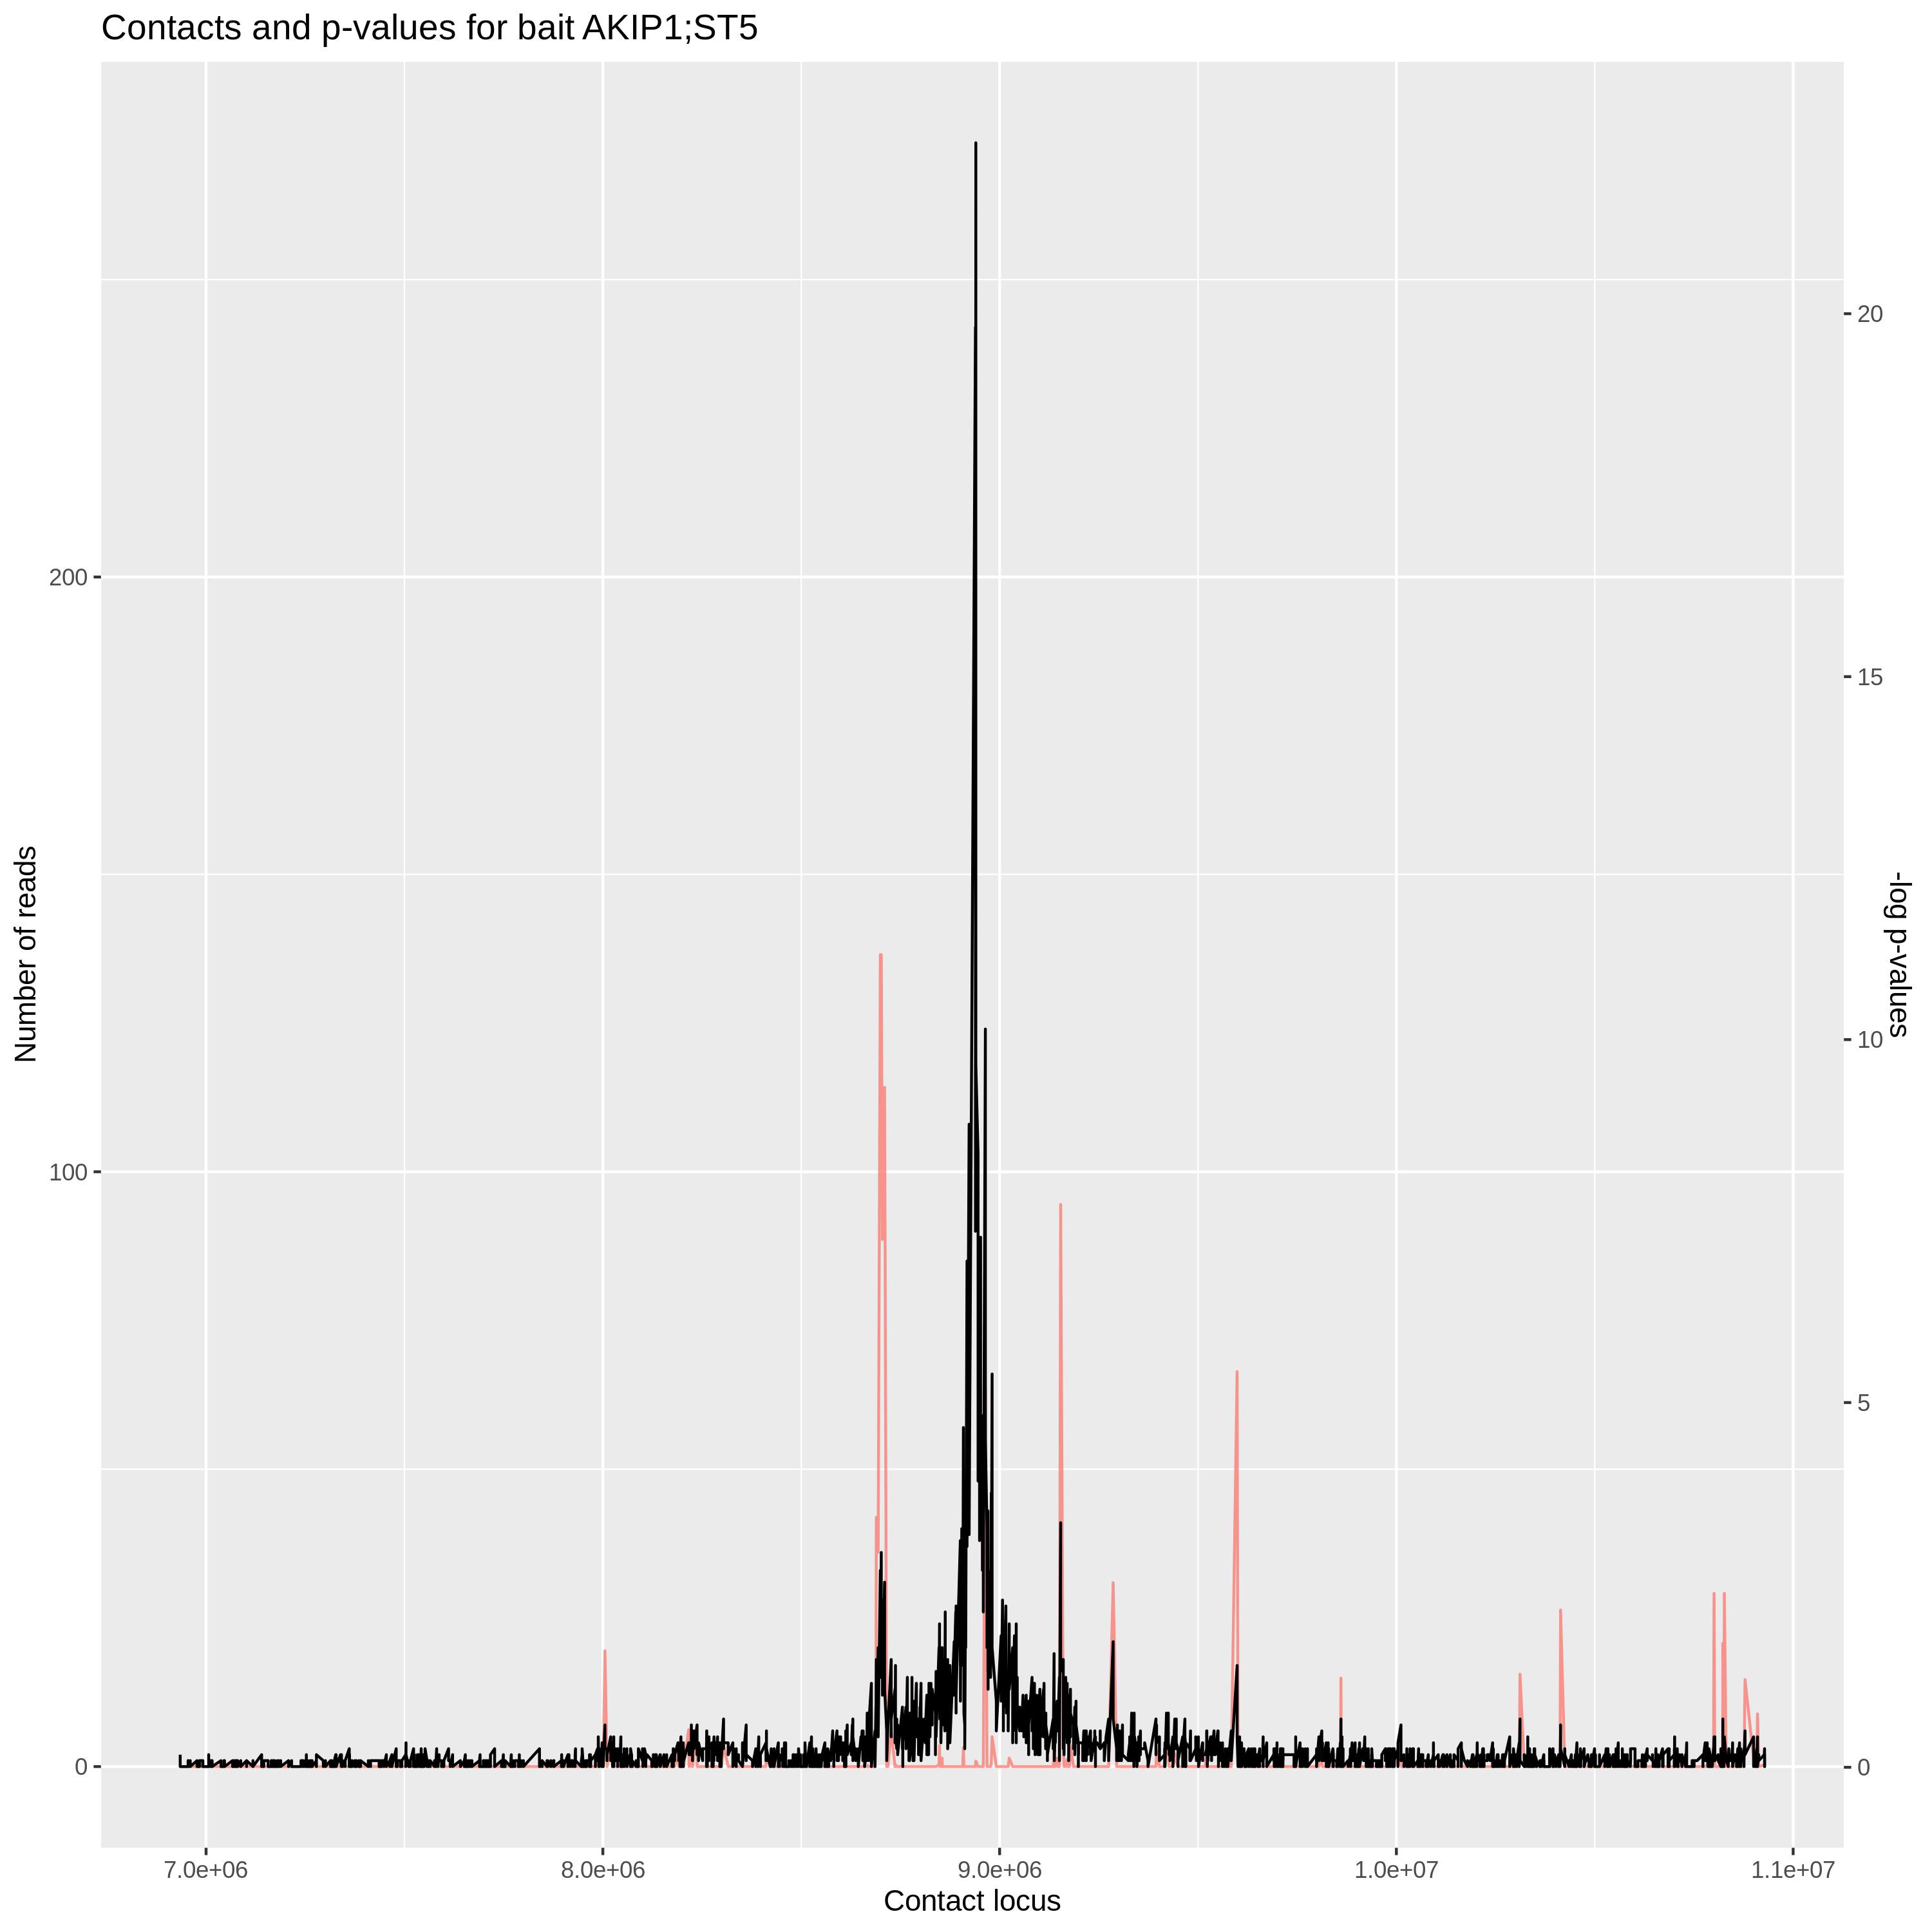 Contacts and p-values for bait AKIP1;ST5
Number of reads
200
100
0
20
15
10
5
0
-log p-values
7.0e+06
8.0e+06
9.0e+06
1.0e+07
1.1e+07
Contact locus